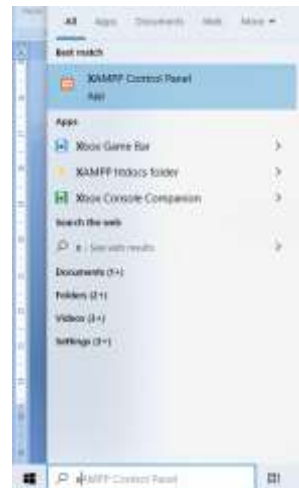 All Apps Documents Web More
Best match
XAMPP Control Panel
App
Apps
Xbox Game Bar
XAMPP htdocs folder
Xbox Console Companion
Search the web
x - See web results
Documents (1+)
Folders (2+)
Videos (3+)
Settings (3+)
xAMPP Control Panel